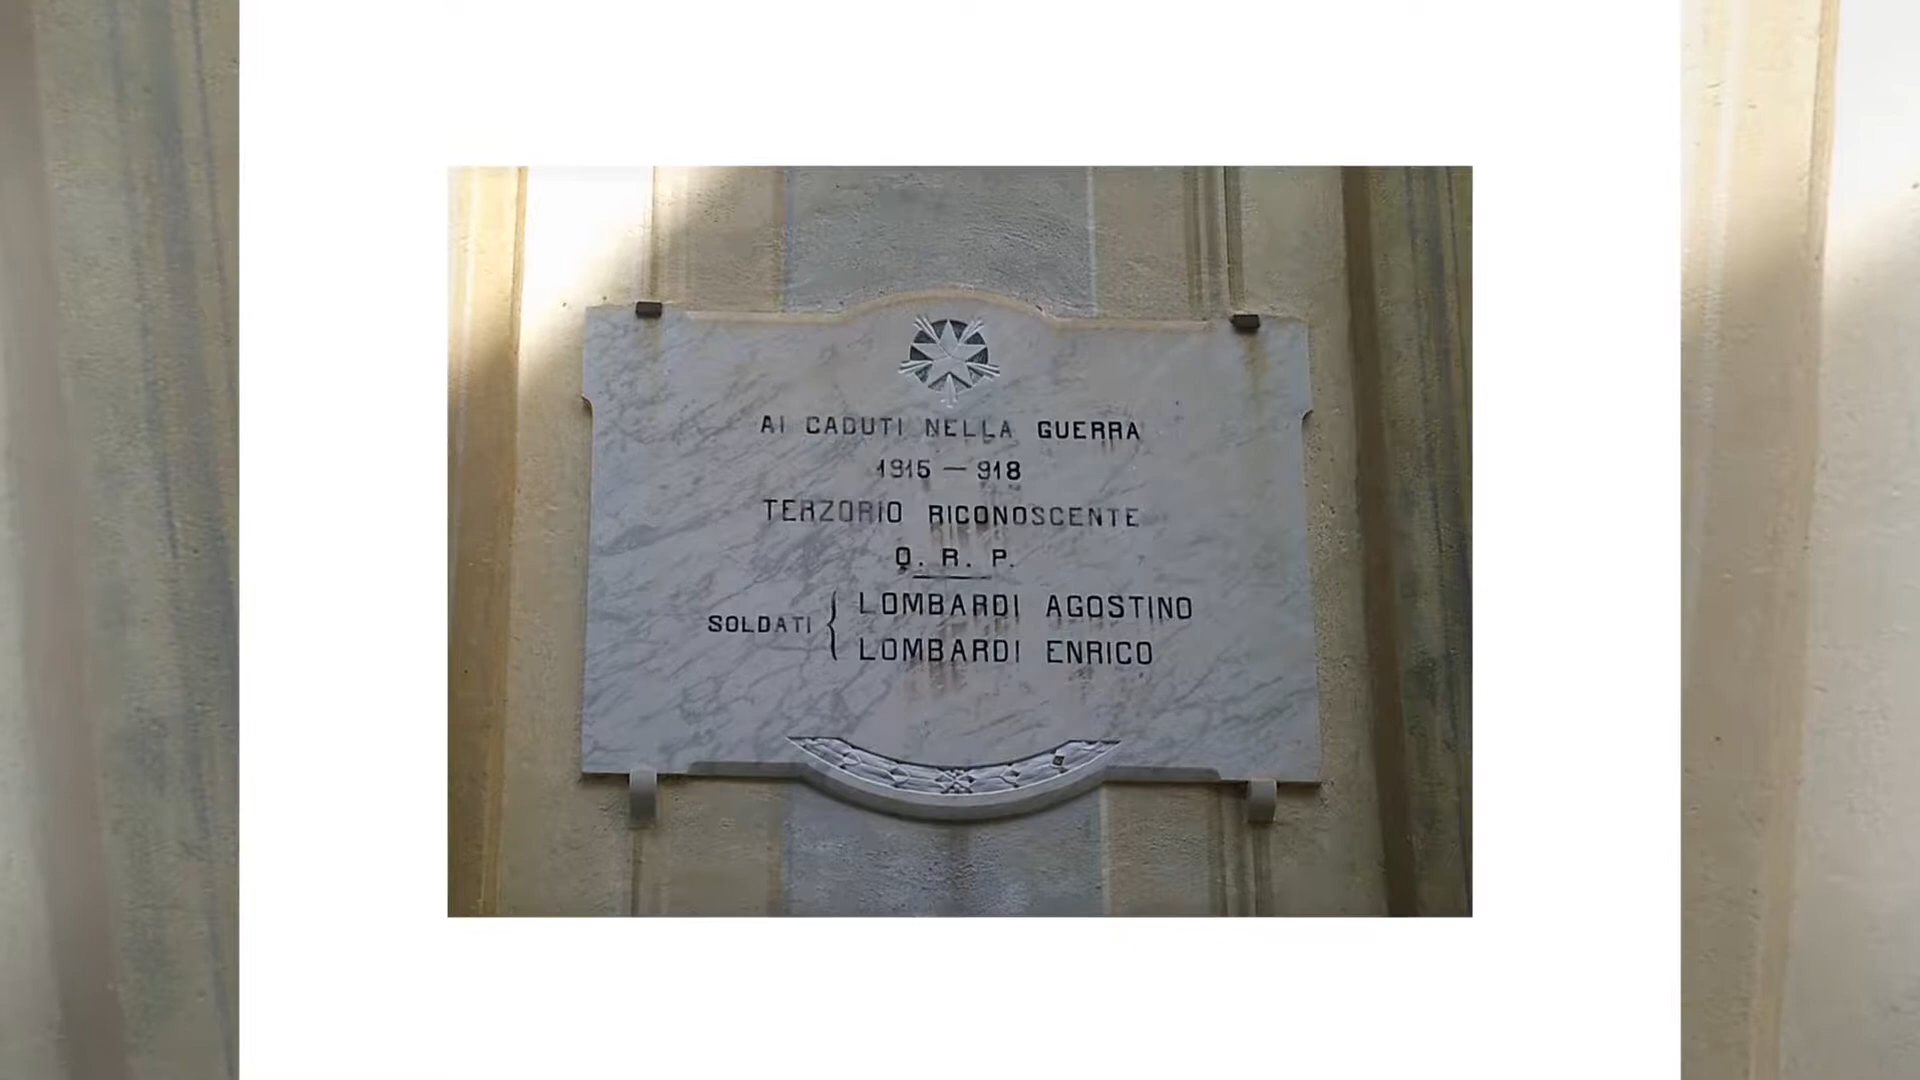 AI CADUTI NELLA GUERRA
1915 — 918
TERZORIO RICONOSCENTE
Q. R. P.
SOLDATI { LOMBARDI AGOSTINO
LOMBARDI ENRICO